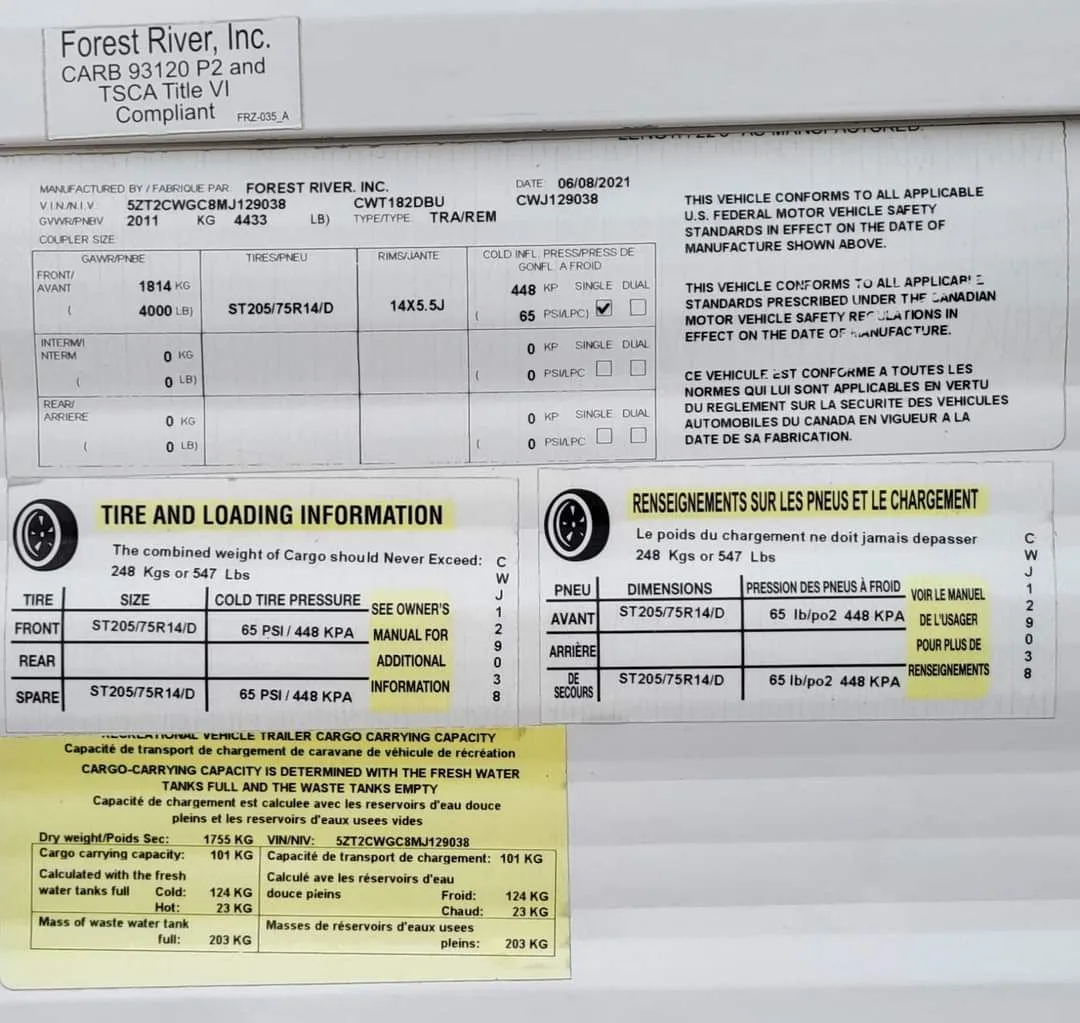 Forest River, Inc.
CARB 93120 P2 and
TSCA Title VI
Compliant FRZ-035_A
MANUFACTURED BY / FABRIQUE PAR FOREST RIVER. INC. DATE 06/08/2021
V.I.N./N.I.V. 5ZT2CWGC8MJ129038 CWT182DBU CWJ129038
GVWR/PNBV 2011 KG 4433 LB) TYPE/TYPE TRA/REM
COUPLER SIZE
GAWR/PNBE TIRES/PNEU RIMS/JANTE COLD INFL. PRESS/PRESS DE
GONFL. A FROID
FRONT/
AVANT 1814 KG 448 KP SINGLE DUAL
( 4000 LB) ST205/75R14/D 14X5.5J ( 65 PSI/LPC)
INTERM/I
NTERM 0 KG 0 KP SINGLE DUAL
( 0 LB) ( 0 PSI/LPC
REAR/
ARRIERE 0 KG 0 KP SINGLE DUAL
( 0 LB) ( 0 PSI/LPC
THIS VEHICLE CONFORMS TO ALL APPLICABLE
U.S. FEDERAL MOTOR VEHICLE SAFETY
STANDARDS IN EFFECT ON THE DATE OF
MANUFACTURE SHOWN ABOVE.
THIS VEHICLE CONFORMS TO ALL APPLICABLE
STANDARDS PRESCRIBED UNDER THE CANADIAN
MOTOR VEHICLE SAFETY REGULATIONS IN
EFFECT ON THE DATE OF MANUFACTURE.
CE VEHICULE EST CONFORME A TOUTES LES
NORMES QUI LUI SONT APPLICABLES EN VERTU
DU REGLEMENT SUR LA SECURITE DES VEHICULES
AUTOMOBILES DU CANADA EN VIGUEUR A LA
DATE DE SA FABRICATION.
TIRE AND LOADING INFORMATION
The combined weight of Cargo should Never Exceed:
248 Kgs or 547 Lbs
TIRE SIZE COLD TIRE PRESSURE
FRONT ST205/75R14/D 65 PSI / 448 KPA
REAR
SPARE ST205/75R14/D 65 PSI / 448 KPA
SEE OWNER'S
MANUAL FOR
ADDITIONAL
INFORMATION
CWJ129038
RENSEIGNEMENTS SUR LES PNEUS ET LE CHARGEMENT
Le poids du chargement ne doit jamais depasser
248 Kgs or 547 Lbs
PNEU DIMENSIONS PRESSION DES PNEUS À FROID
AVANT ST205/75R14/D 65 lb/po2 448 KPA
ARRIÈRE
DE
SECOURS ST205/75R14/D 65 lb/po2 448 KPA
VOIR LE MANUEL
DE L'USAGER
POUR PLUS DE
RENSEIGNEMENTS
CWJ129038
RECREATIONAL VEHICLE TRAILER CARGO CARRYING CAPACITY
Capacité de transport de chargement de caravane de véhicule de récréation
CARGO-CARRYING CAPACITY IS DETERMINED WITH THE FRESH WATER
TANKS FULL AND THE WASTE TANKS EMPTY
Capacité de chargement est calculee avec les reservoirs d'eau douce
pleins et les reservoirs d'eaux usees vides
Dry weight/Poids Sec: 1755 KG VIN/NIV: 5ZT2CWGC8MJ129038
Cargo carrying capacity: 101 KG Capacité de transport de chargement: 101 KG
Calculated with the fresh Calculé ave les réservoirs d'eau
water tanks full Cold: 124 KG douce pieins Froid: 124 KG
Hot: 23 KG Chaud: 23 KG
Mass of waste water tank Masses de réservoirs d'eaux usees
full: 203 KG pleins: 203 KG